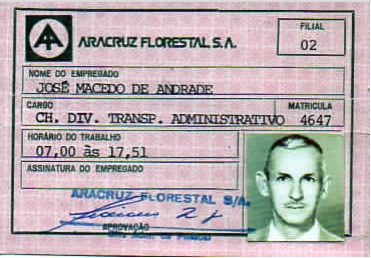 ARACRUZ FLORESTAL S.A.
FILIAL
02
NOME DO EMPREGADO
JOSÉ MACEDO DE ANDRADE
CARGO
MATRICULA
CH. DIV. TRANSP. ADMINISTRATIVO 4647
HORÁRIO DO TRABALHO
07,00 às 17,51
ASSINATURA DO EMPREGADO
ARACRUZ FLORESTAL S/A.
APROVAÇÃO